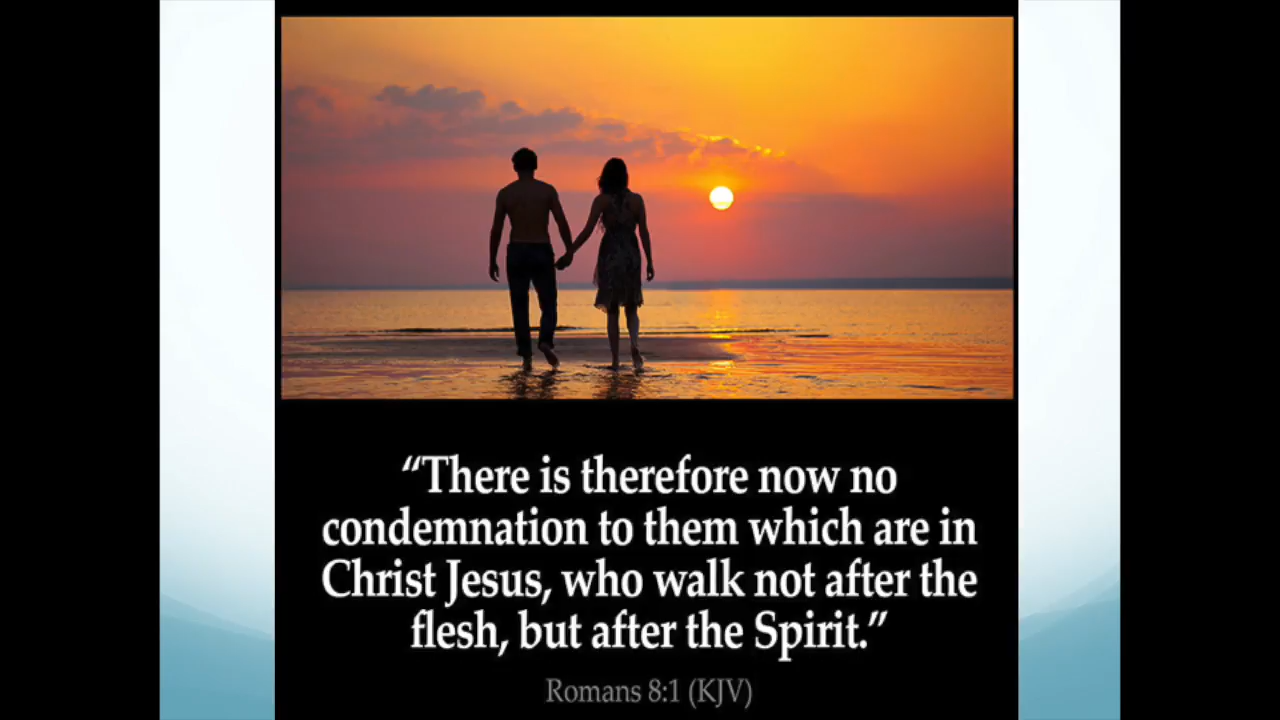 “There is therefore now no
condemnation to them which are in
Christ Jesus, who walk not after the
flesh, but after the Spirit.”
Romans 8:1 (KJV)